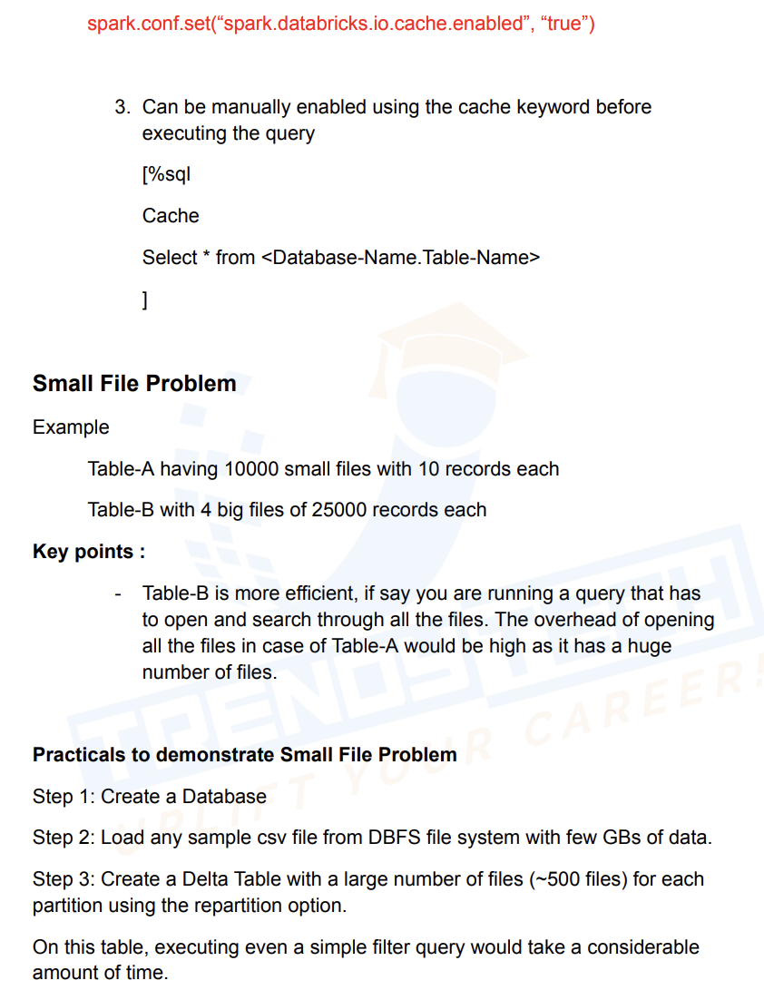 spark.conf.set(“spark.databricks.io.cache.enabled”, “true”)
3. Can be manually enabled using the cache keyword before
executing the query
[%sql
Cache
Select * from <Database-Name.Table-Name>
]
Small File Problem
Example
Table-A having 10000 small files with 10 records each
Table-B with 4 big files of 25000 records each
Key points :
- Table-B is more efficient, if say you are running a query that has
to open and search through all the files. The overhead of opening
all the files in case of Table-A would be high as it has a huge
number of files.
TRENDSTECH
UPLIFT YOUR CAREER!
Practicals to demonstrate Small File Problem
Step 1: Create a Database
Step 2: Load any sample csv file from DBFS file system with few GBs of data.
Step 3: Create a Delta Table with a large number of files (~500 files) for each
partition using the repartition option.
On this table, executing even a simple filter query would take a considerable
amount of time.